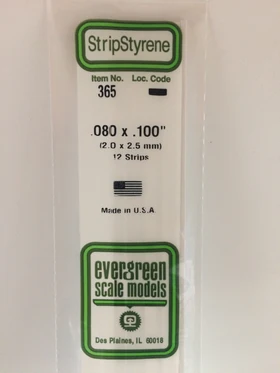 StripStyrene
Item No. Loc. Code
365
.080 x .100"
(2.0 x 2.5 mm)
12 Strips
Made in U.S.A.
evergreen
scale models
Des Plaines, IL 60018